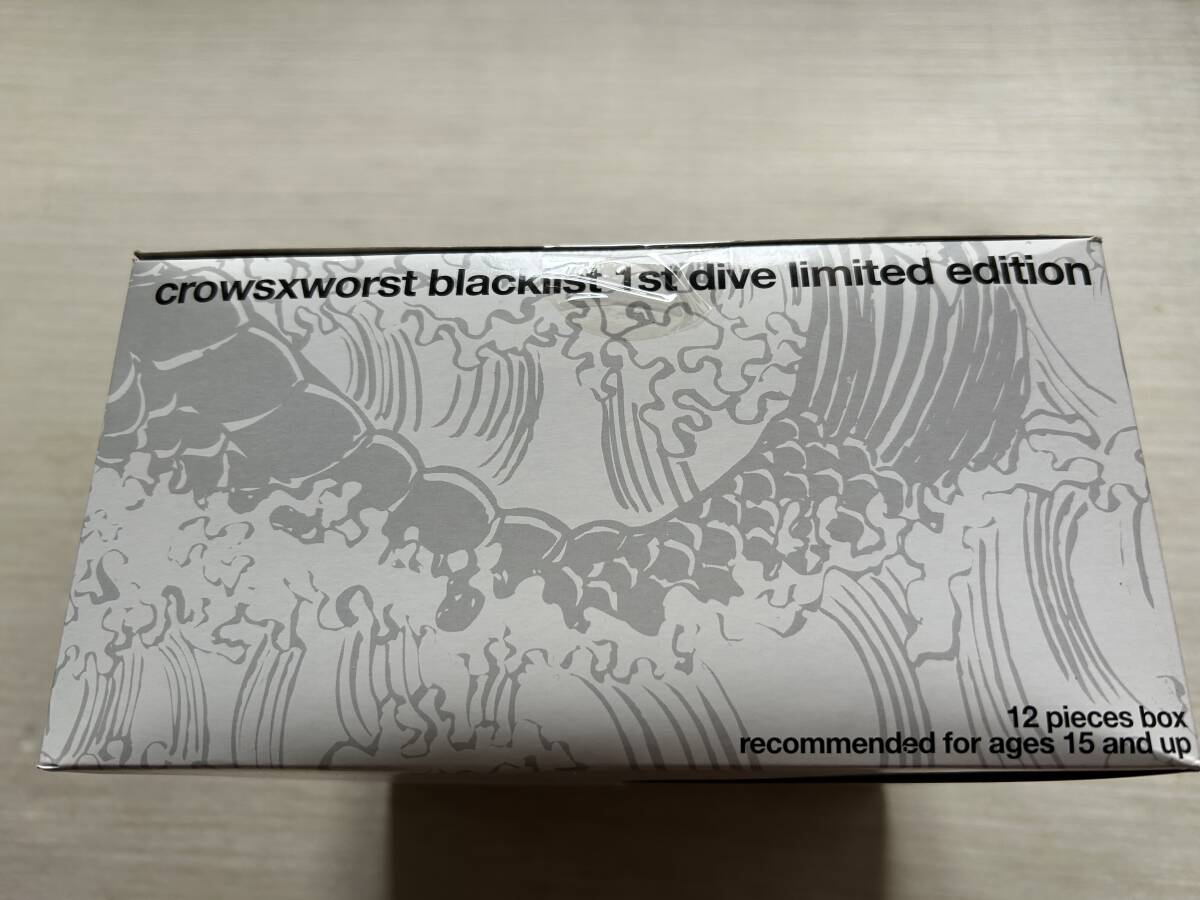 crowsxworst blacklist 1st dive limited edition
12 pieces box
recommended for ages 15 and up